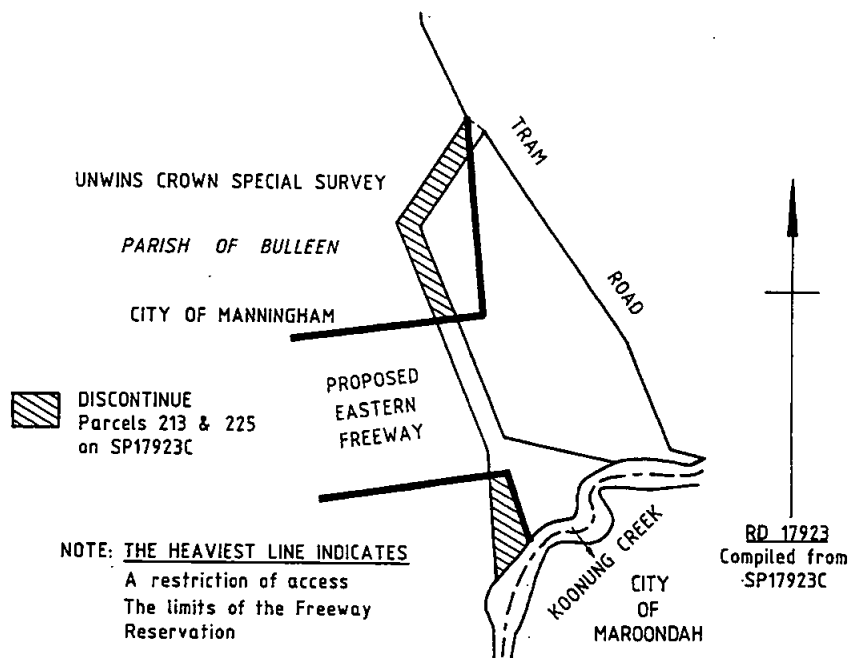 TRAM
ROAD
UNWINS CROWN SPECIAL SURVEY
PARISH OF BULLEEN
CITY OF MANNINGHAM
PROPOSED
EASTERN
FREEWAY
DISCONTINUE
Parcels 213 & 225
on SP17923C
NOTE: THE HEAVIEST LINE INDICATES
A restriction of access
The limits of the Freeway
Reservation
KOONUNG CREEK
CITY
OF
MAROONDAH
RD 17923
Compiled from
SP17923C